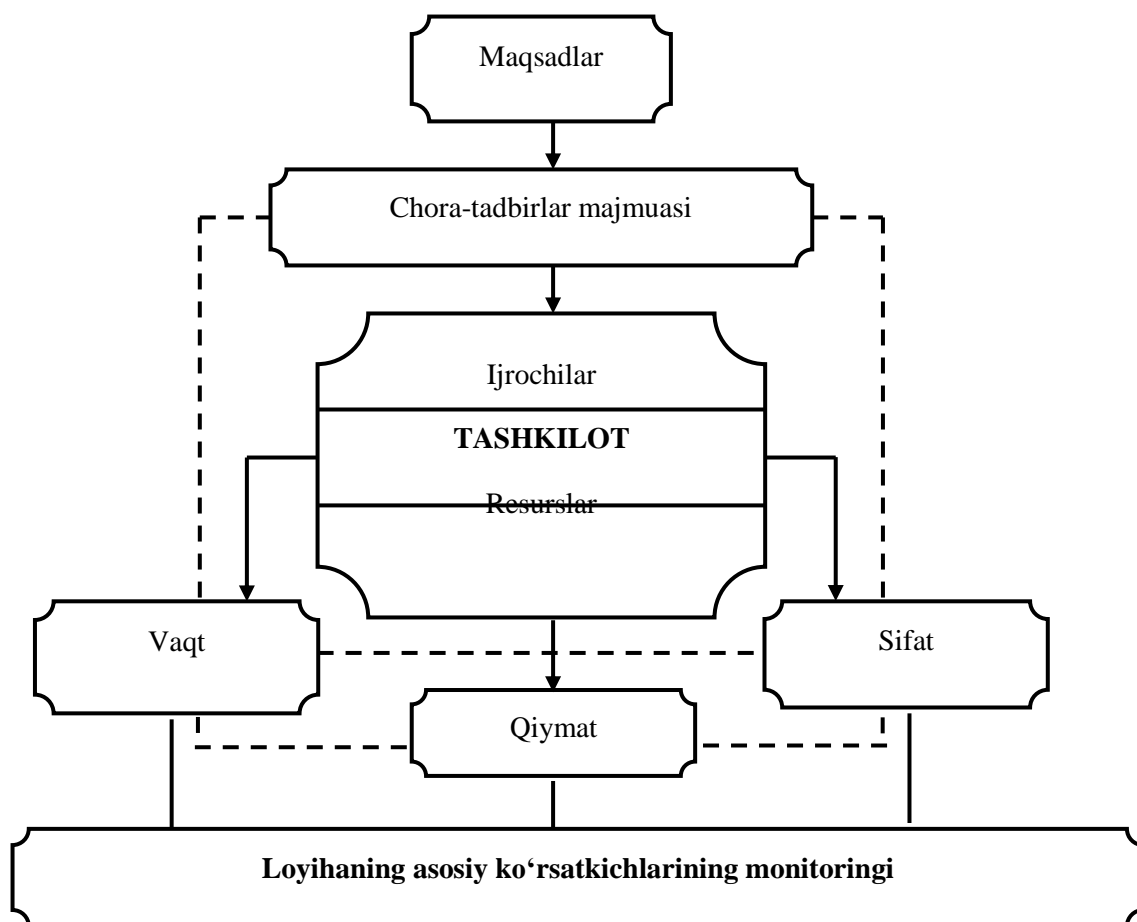 Maqsadlar
Chora-tadbirlar majmuasi
Ijrochilar
TASHKILOT
Resurslar
Vaqt
Sifat
Qiymat
Loyihaning asosiy ko‘rsatkichlarining monitoringi